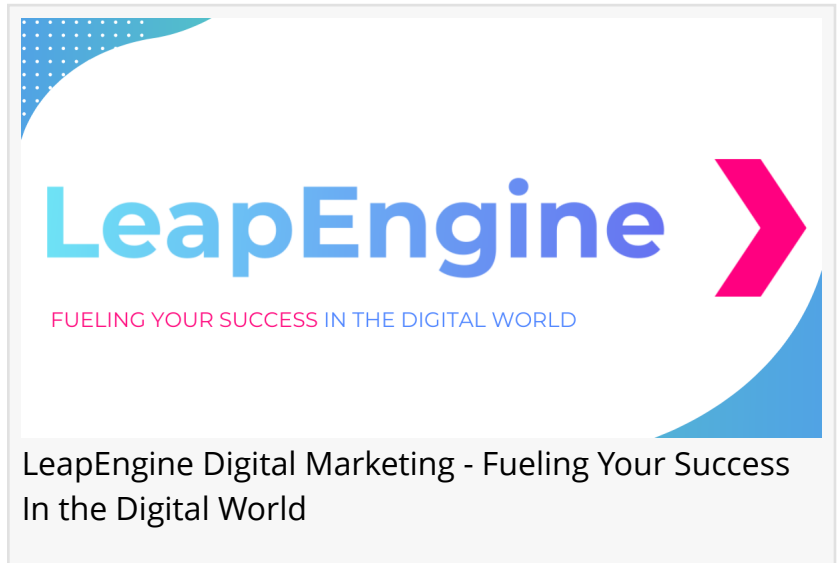 LeapEngine
FUELING YOUR SUCCESS IN THE DIGITAL WORLD
LeapEngine Digital Marketing - Fueling Your Success
In the Digital World